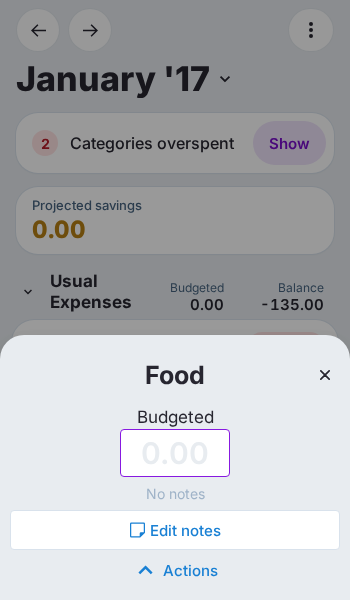 January '17
2 Categories overspent Show
Projected savings
0.00
Usual Expenses Budgeted 0.00 Balance -135.00
Food
Budgeted
0.00
No notes
Edit notes
Actions